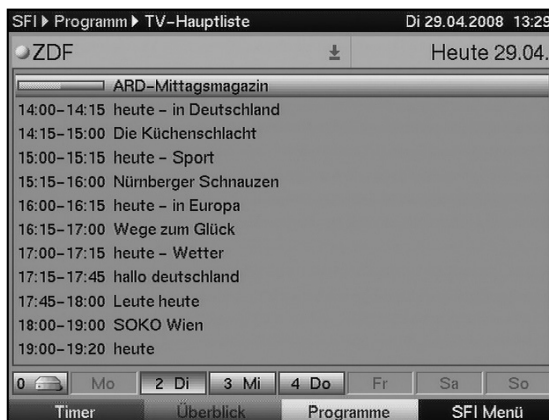 SFI Programm TV-Hauptliste Di 29.04.2008 13:29
ZDF Heute 29.04.
ARD-Mittagsmagazin
14:00-14:15 heute - in Deutschland
14:15-15:00 Die Küchenschlacht
15:00-15:15 heute - Sport
15:15-16:00 Nürnberger Schnauzen
16:00-16:15 heute - in Europa
16:15-17:00 Wege zum Glück
17:00-17:15 heute - Wetter
17:15-17:45 hallo deutschland
17:45-18:00 Leute heute
18:00-19:00 SOKO Wien
19:00-19:20 heute
0 Mo 2 Di 3 Mi 4 Do Fr Sa So
Timer Überblick Programme SFI Menü